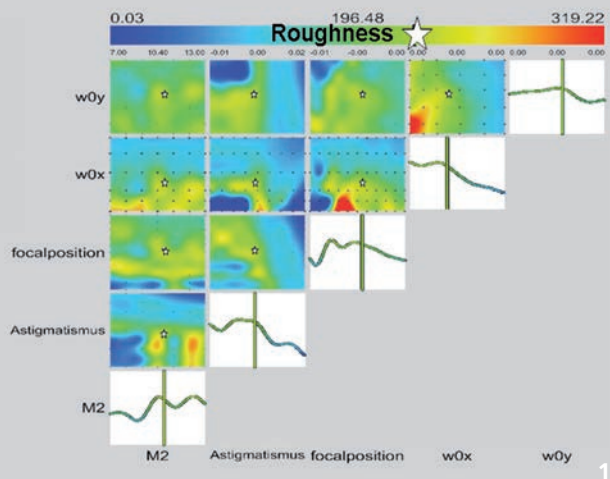 0.03 196.48 319.22
Roughness
7.00 10.40 13.00 -0.01 0.00 0.02 -0.01 -0.00 0.00 0.00 0.00 0.00 0.00 0.00 0.00
w0y
w0x
focalposition
Astigmatismus
M2
M2 Astigmatismus focalposition w0x w0y
1